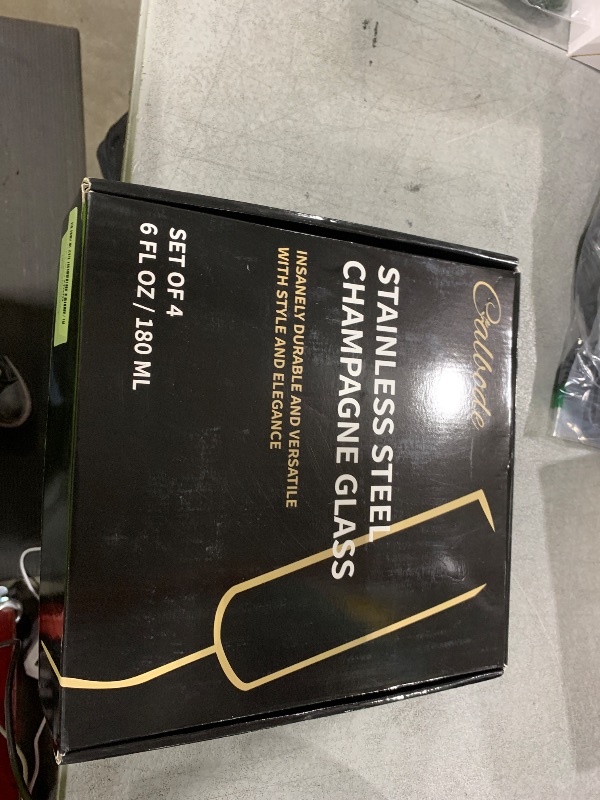 Calbode
STAINLESS STEEL
CHAMPAGNE GLASS
INSANELY DURABLE AND VERSATILE
WITH STYLE AND ELEGANCE
SET OF 4
6 FL OZ / 180 ML